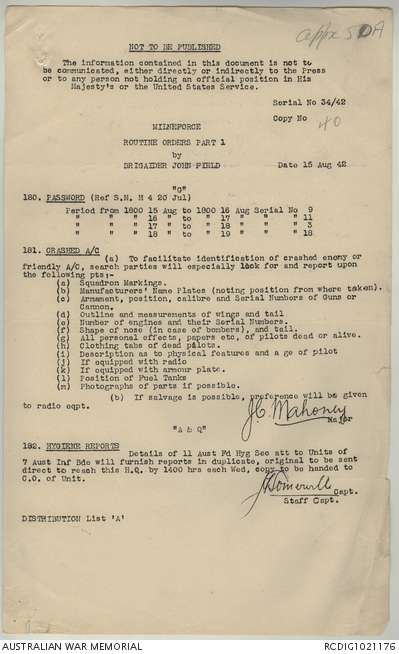 appx 50A
NOT TO BE PUBLISHED
The information contained in this document is not to
be communicated, either directly or indirectly to the Press
or to any person not holding an official position in His
Majesty's or the United States Service.
Serial No 34/42
Copy No 40
MILNEFORCE
ROUTINE ORDERS PART 1
by
BRIGAIDER JOHN FIELD Date 15 Aug 42
"G"
180. PASSWORD (Ref S.N. H 4 20 Jul)
Period from 1800 15 Aug to 1800 16 Aug Serial No 9
" " " 16 " to " 17 " " " 11
" " " 17 " to " 18 " " " 3
" " " 18 " to " 19 " " " 18
181. CRASHED A/C
(a) To facilitate identification of crashed enemy or
friendly A/C, search parties will especially look for and report upon
the following pts:-
(a) Squadron Markings.
(b) Manufacturers' Name Plates (noting position from where taken).
(c) Armament, position, calibre and Serial Numbers of Guns or
Cannon.
(d) Outline and measurements of wings and tail
(e) Number of engines and their Serial Numbers.
(f) Shape of nose (in case of bombers), and tail.
(g) All personal effects, papers etc, of pilots dead or alive.
(h) Clothing tabs of dead pilots.
(i) Description as to physical features and a ge of pilot
(j) If equipped with radio
(k) If equipped with armour plate.
(l) Position of Fuel Tanks
(m) Photographs of parts if possible.
(b) If salvage is possible, preference will be given
to radio eqpt.
J.C. Mahony
Major
"A & Q"
182. HYGIENE REPORTS
Details of 11 Aust Fd Hyg Sec att to Units of
7 Aust Inf Bde will furnish reports in duplicate, original to be sent
direct to reach this H.Q. by 1400 hrs each Wed, copy to be handed to
C.O. of Unit.
Capt.
Staff Capt.
DISTRIBUTION List 'A'
AUSTRALIAN WAR MEMORIAL RCDIG1021176